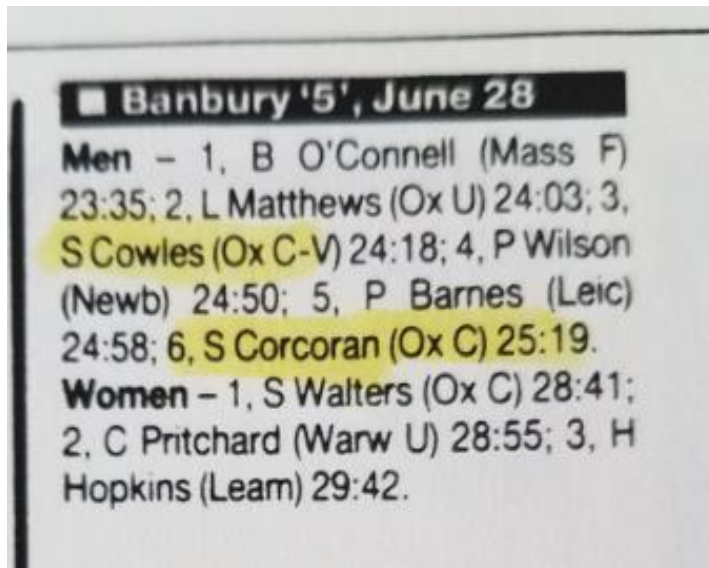 ■ Banbury '5', June 28
Men – 1, B O'Connell (Mass F)
23:35; 2, L Matthews (Ox U) 24:03; 3,
S Cowles (Ox C-V) 24:18; 4, P Wilson
(Newb) 24:50; 5, P Barnes (Leic)
24:58; 6, S Corcoran (Ox C) 25:19.
Women – 1, S Walters (Ox C) 28:41;
2, C Pritchard (Warw U) 28:55; 3, H
Hopkins (Leam) 29:42.